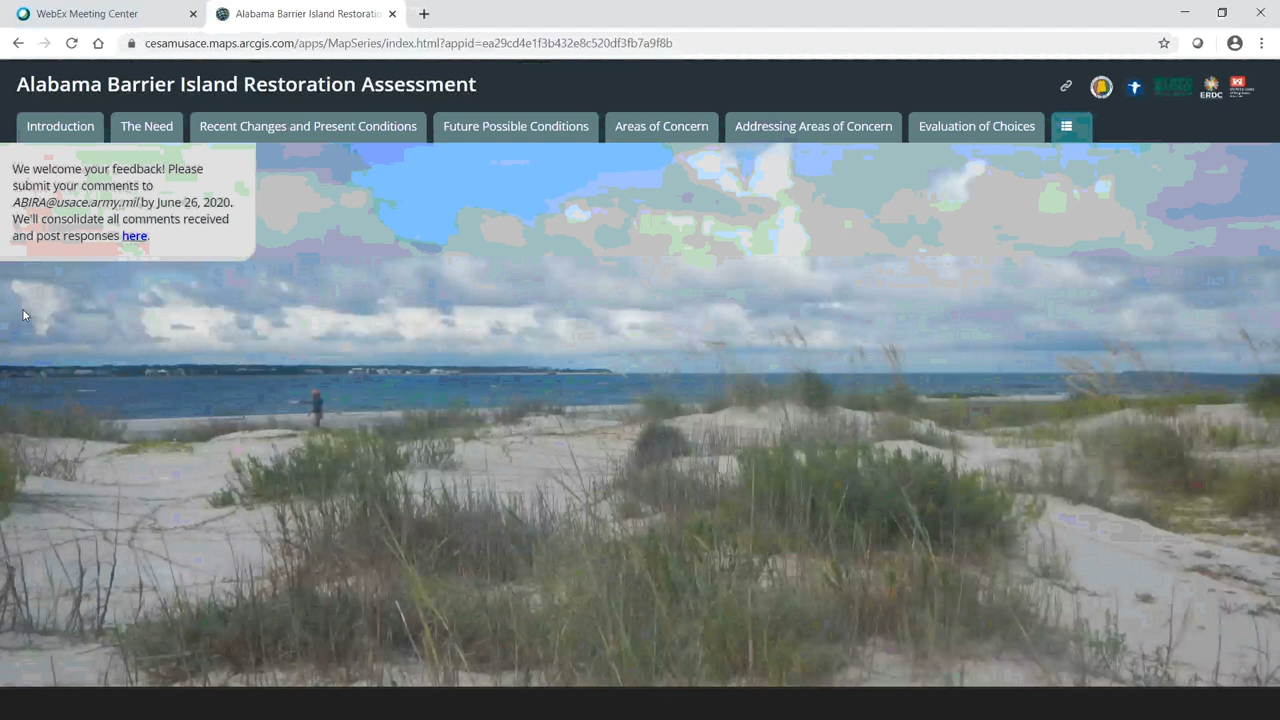 WebEx Meeting Center
Alabama Barrier Island Restoratio
cesamusace.maps.arcgis.com/apps/MapSeries/index.html?appid=ea29cd4e1f3b432e8c520df3fb7a9f8b
Alabama Barrier Island Restoration Assessment
ERDC
Introduction
The Need
Recent Changes and Present Conditions
Future Possible Conditions
Areas of Concern
Addressing Areas of Concern
Evaluation of Choices
We welcome your feedback! Please
submit your comments to
ABIRA@usace.army.mil by June 26, 2020.
We'll consolidate all comments received
and post responses here.